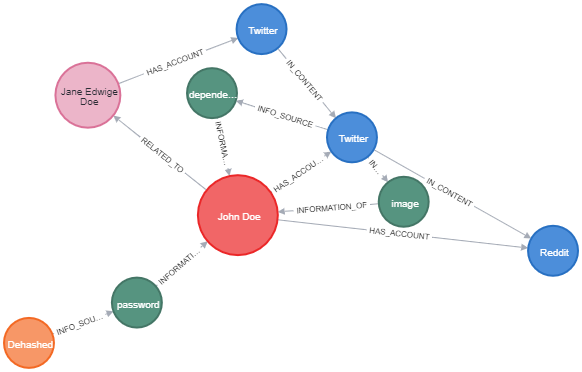 Twitter
HAS_ACCOUNT
IN_CONTENT
Jane Edwige
Doe
depende...
INFO_SOURCE
Twitter
INFORMA...
RELATED_TO
HAS_ACCOU...
IN...
IN_CONTENT
image
INFORMATION_OF
John Doe
HAS_ACCOUNT
Reddit
INFORMATI...
password
INFO_SOU...
Dehashed